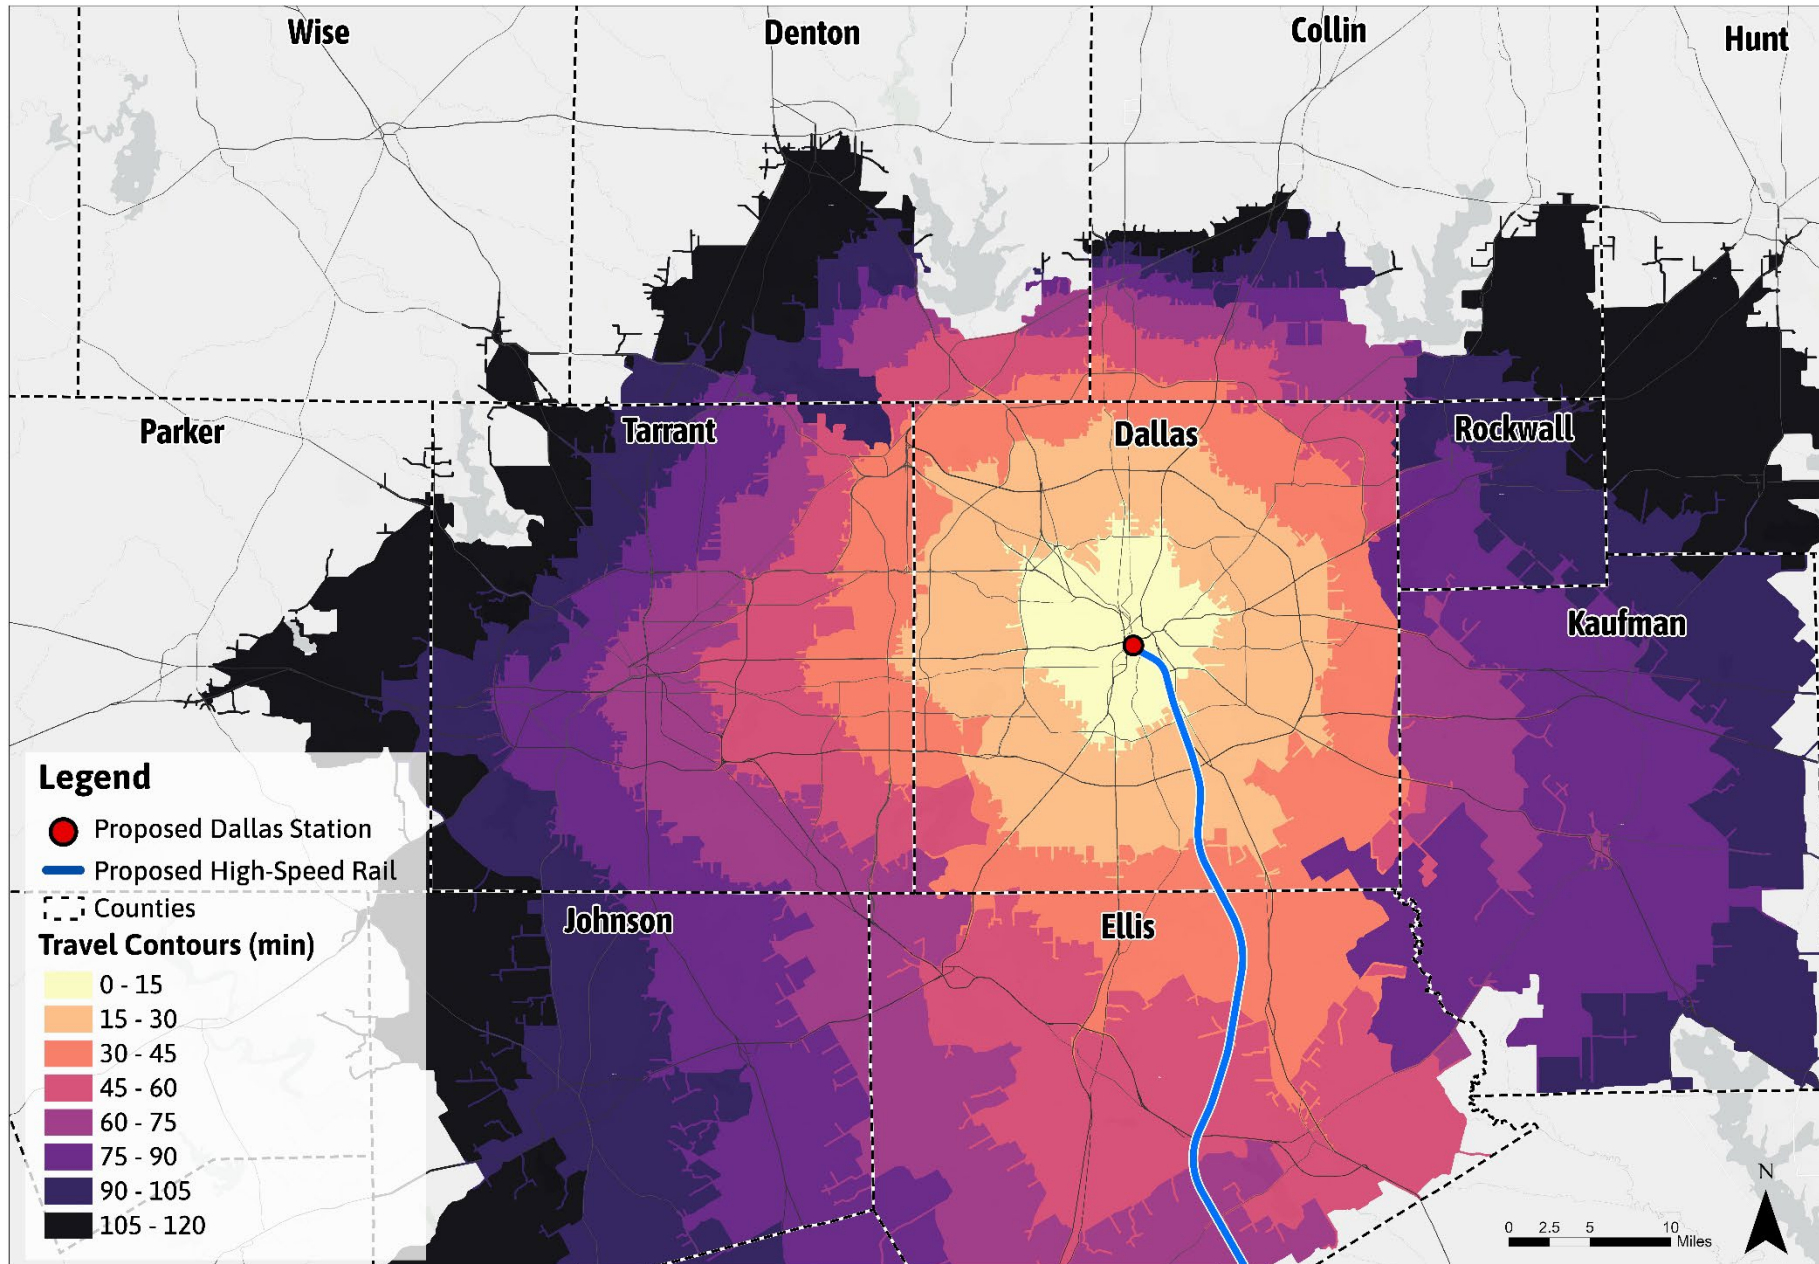 Wise
Denton
Collin
Hunt
Parker
Tarrant
Dallas
Rockwall
Kaufman
Johnson
Ellis
Legend
Proposed Dallas Station
Proposed High-Speed Rail
Counties
Travel Contours (min)
0 - 15
15 - 30
30 - 45
45 - 60
60 - 75
75 - 90
90 - 105
105 - 120
N
0 2.5 5 10
Miles